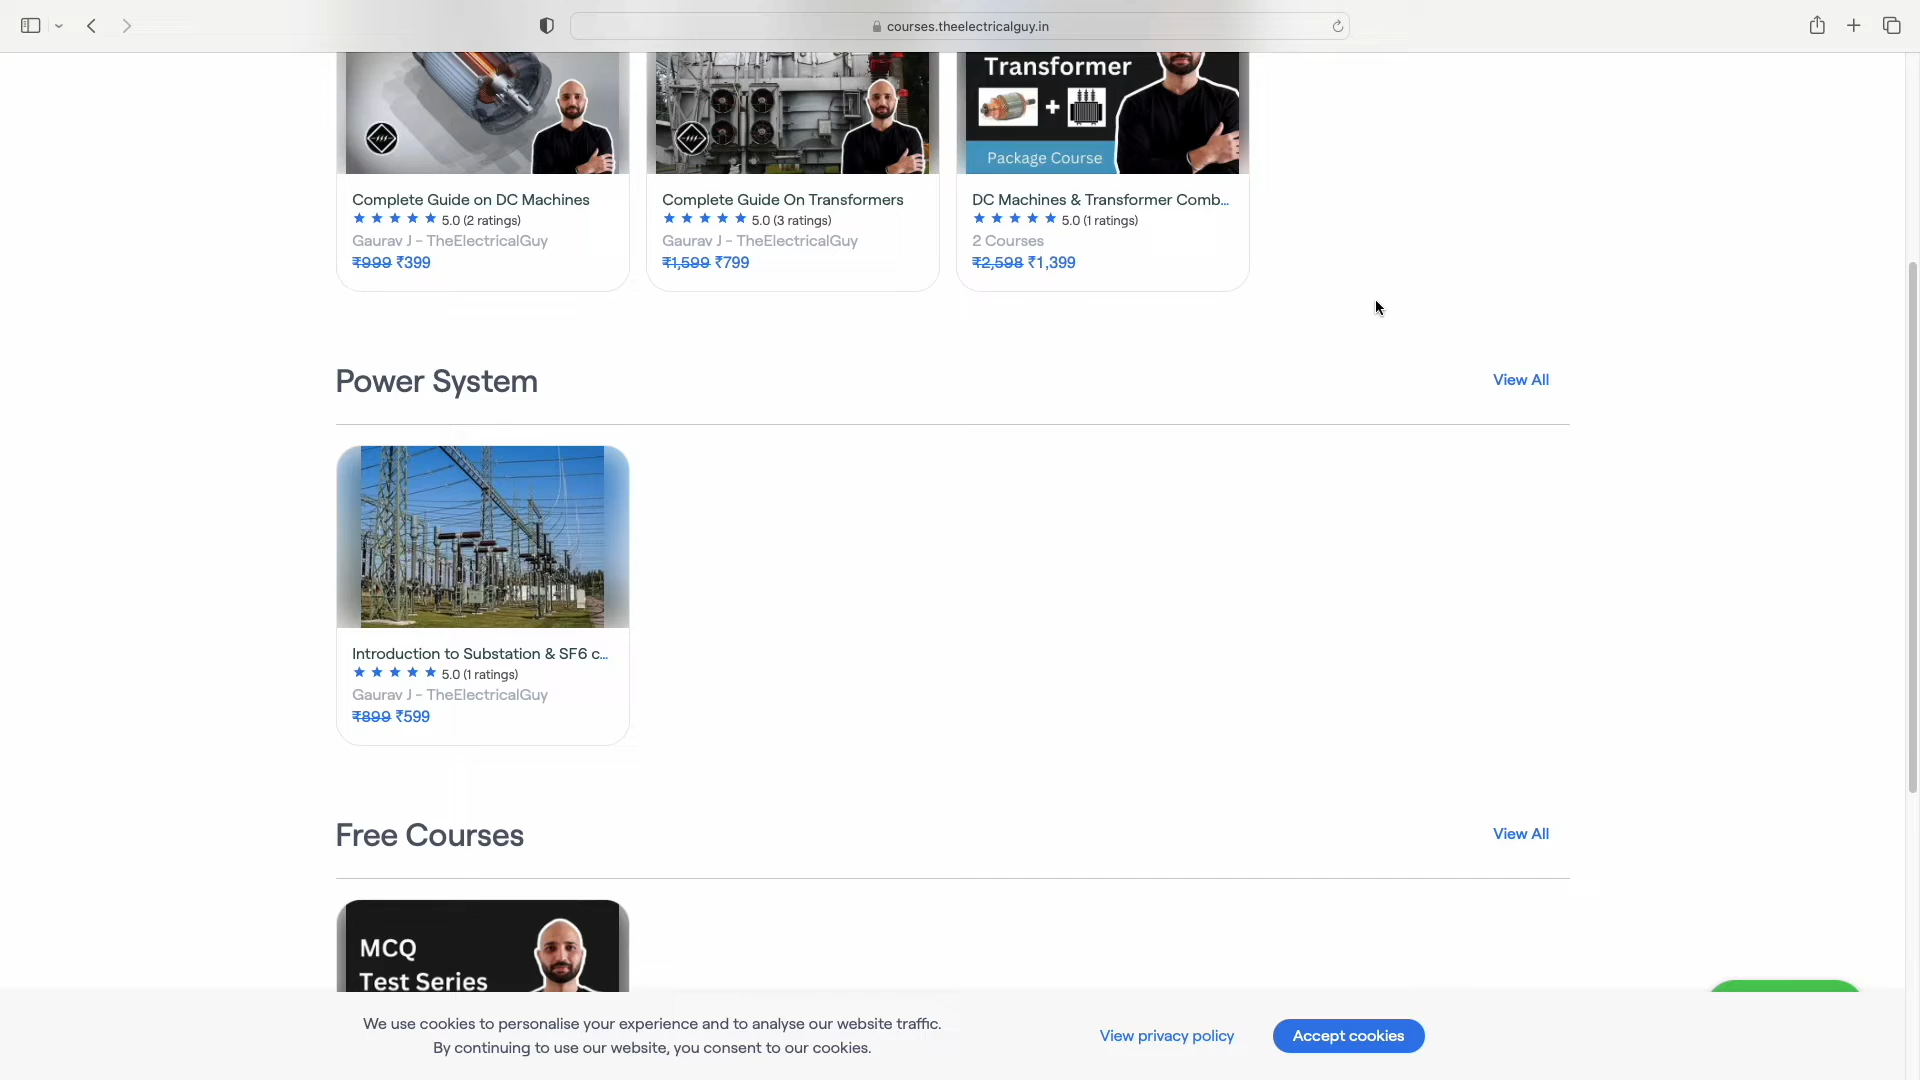 courses.theelectricalguy.in
Transformer
+
Package Course
Complete Guide on DC Machines
5.0 (2 ratings)
Gaurav J - TheElectricalGuy
₹999 ₹399
Complete Guide On Transformers
5.0 (3 ratings)
Gaurav J - TheElectricalGuy
₹1,599 ₹799
DC Machines & Transformer Comb...
5.0 (1 ratings)
2 Courses
₹2,598 ₹1,399
Power System
View All
Introduction to Substation & SF6 c...
5.0 (1 ratings)
Gaurav J - TheElectricalGuy
₹899 ₹599
Free Courses
View All
MCQ
Test Series
We use cookies to personalise your experience and to analyse our website traffic.
By continuing to use our website, you consent to our cookies.
View privacy policy
Accept cookies